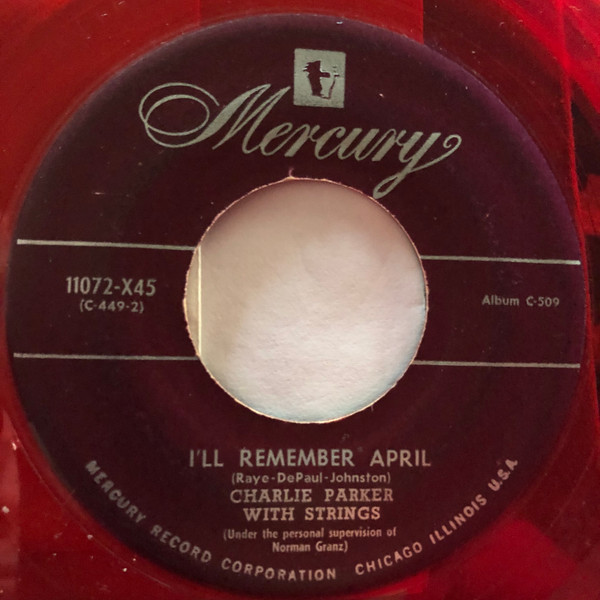 Mercury
11072-X45
(C-449-2)
Album C-509
I'LL REMEMBER APRIL
(Raye-DePaul-Johnston)
CHARLIE PARKER
WITH STRINGS
(Under the personal supervision of
Norman Granz)
MERCURY RECORD CORPORATION CHICAGO ILLINOIS U.S.A.